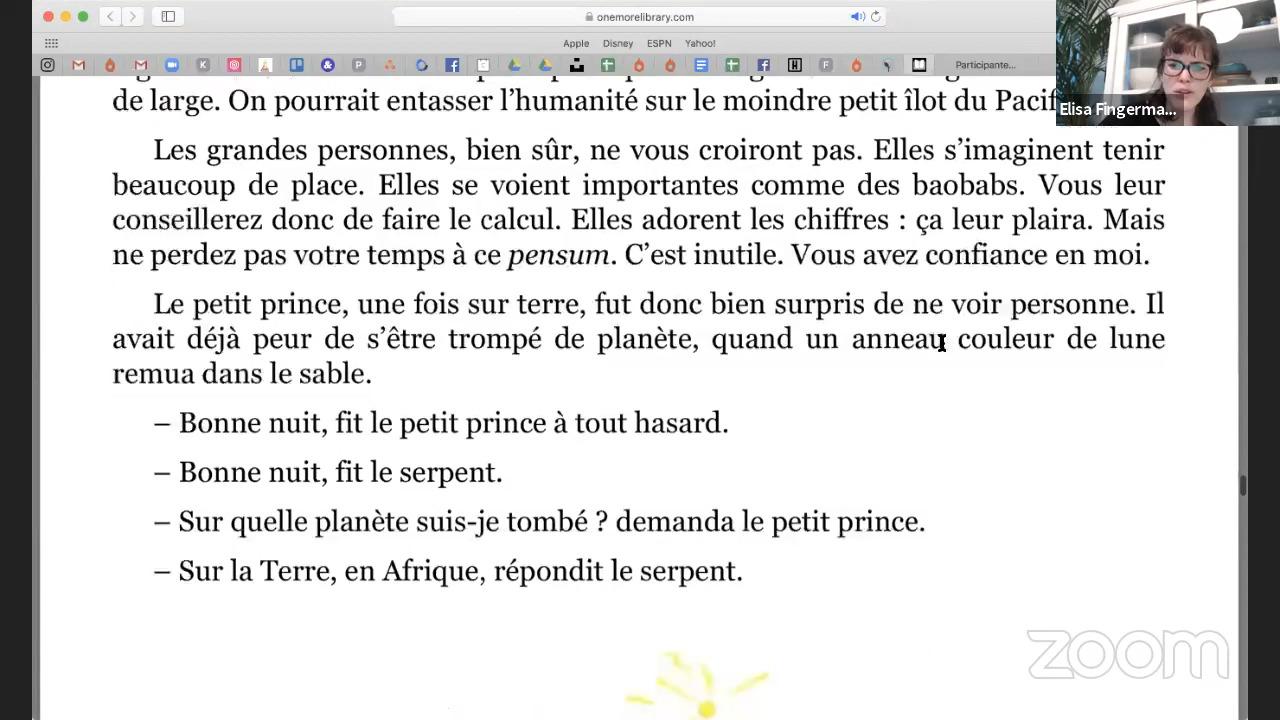 onemorelibrary.com
Apple Disney ESPN Yahoo!
Participante...
Elisa Fingerma...
de large. On pourrait entasser l’humanité sur le moindre petit îlot du Pacif
Les grandes personnes, bien sûr, ne vous croiront pas. Elles s’imaginent tenir
beaucoup de place. Elles se voient importantes comme des baobabs. Vous leur
conseillerez donc de faire le calcul. Elles adorent les chiffres : ça leur plaira. Mais
ne perdez pas votre temps à ce pensum. C’est inutile. Vous avez confiance en moi.
Le petit prince, une fois sur terre, fut donc bien surpris de ne voir personne. Il
avait déjà peur de s’être trompé de planète, quand un anneau couleur de lune
remua dans le sable.
– Bonne nuit, fit le petit prince à tout hasard.
– Bonne nuit, fit le serpent.
– Sur quelle planète suis-je tombé ? demanda le petit prince.
– Sur la Terre, en Afrique, répondit le serpent.
zoom